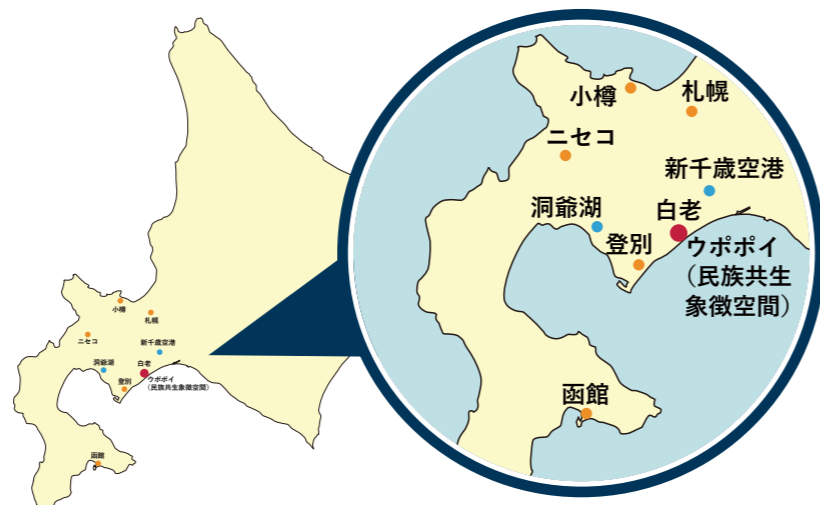 小樽
札幌
ニセコ
新千歳空港
洞爺湖
白老
登別
ウポポイ
（民族共生象徴空間）
函館
小樽
札幌
ニセコ
新千歳空港
洞爺湖
白老
登別
ウポポイ
（民族共生
象徴空間）
函館